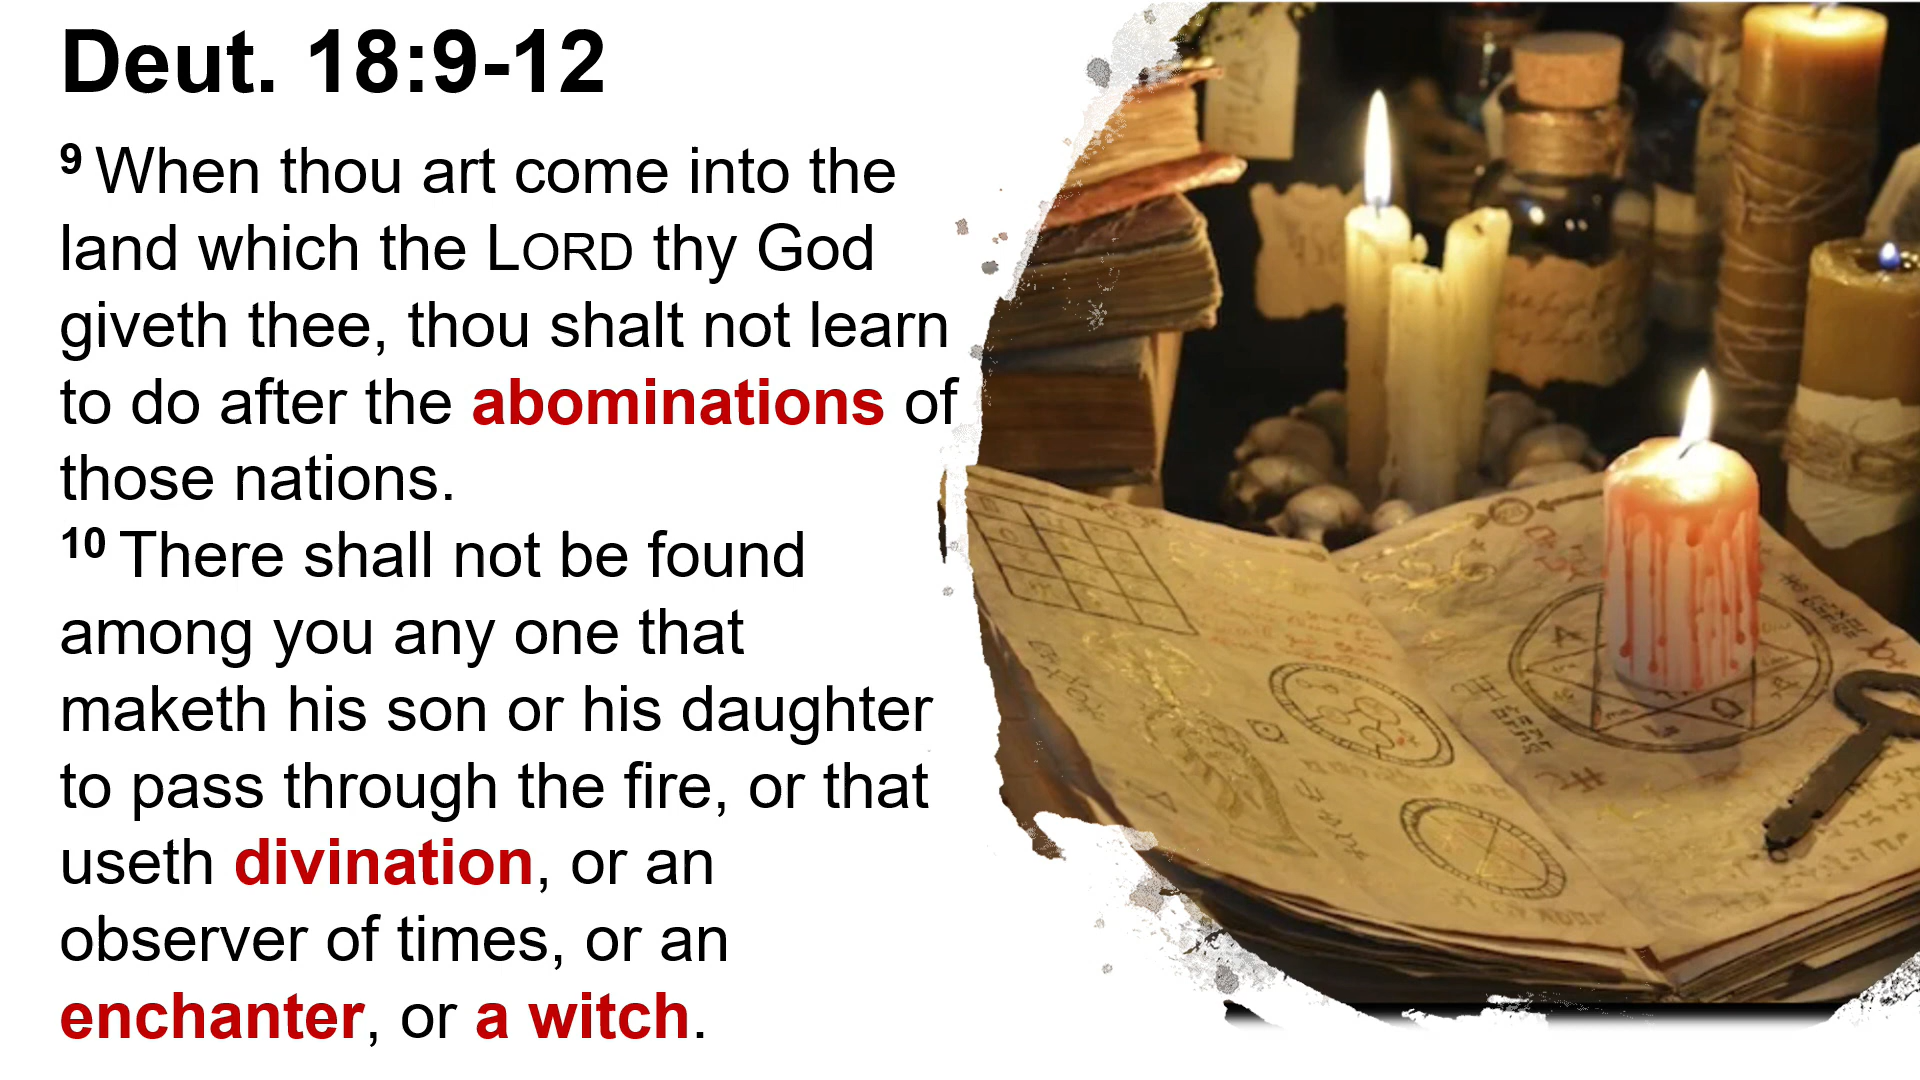 Deut. 18:9-12
9 When thou art come into the
land which the LORD thy God
giveth thee, thou shalt not learn
to do after the abominations of
those nations.
10 There shall not be found
among you any one that
maketh his son or his daughter
to pass through the fire, or that
useth divination, or an
observer of times, or an
enchanter, or a witch.